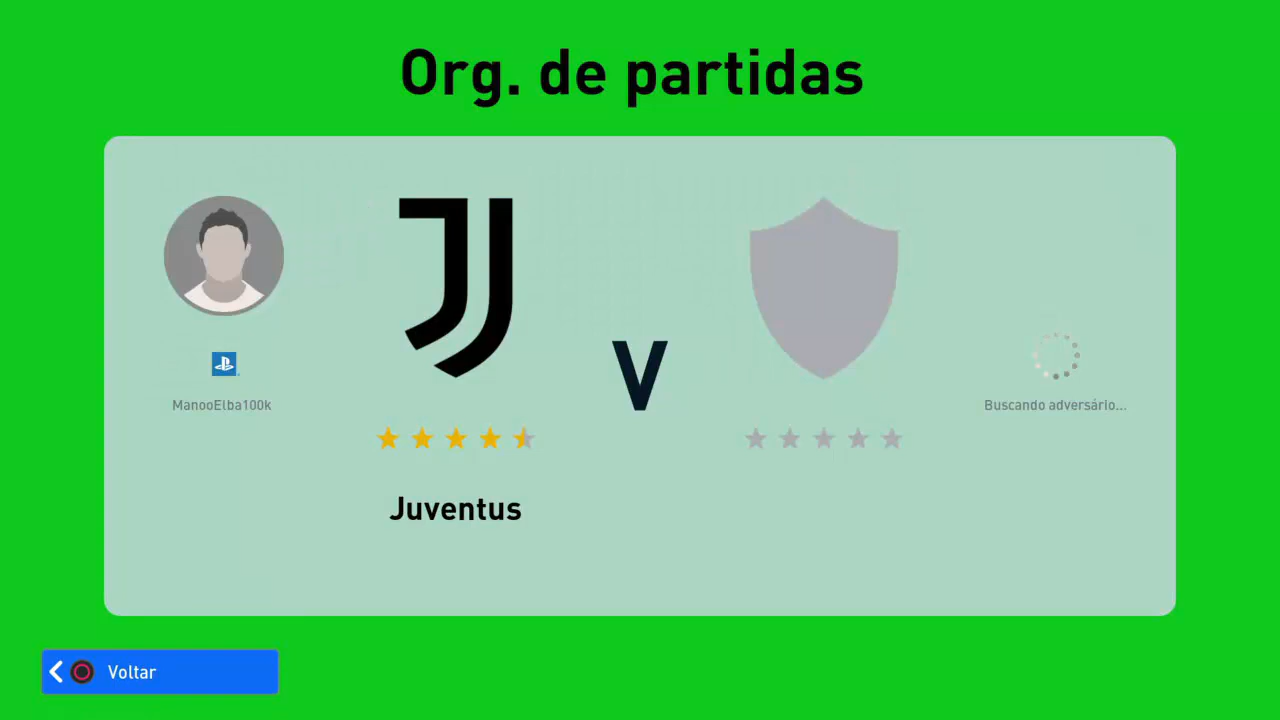 Org. de partidas
V
ManooElba100k
Buscando adversário...
Juventus
Voltar